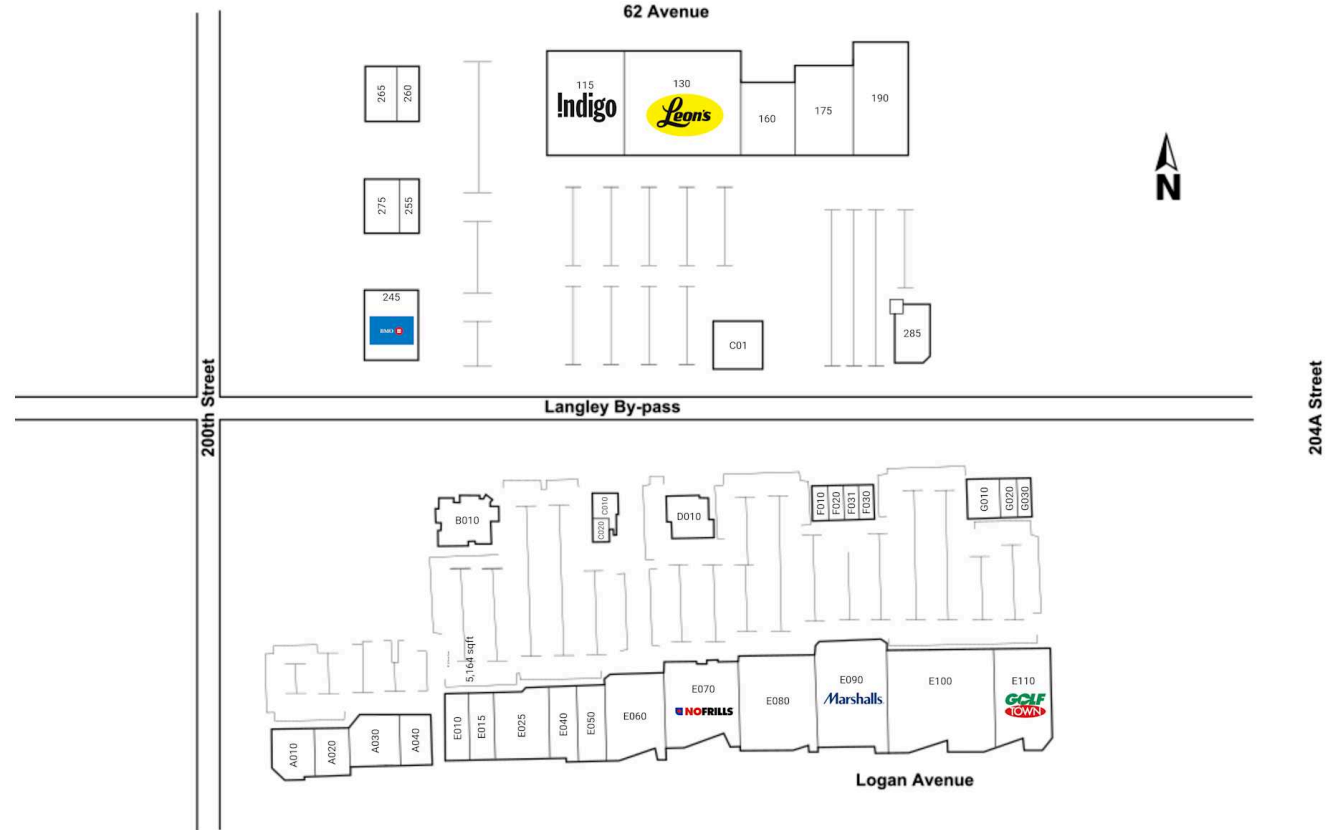 62 Avenue
265
260
115
!ndigo
130
Leon's
160
175
190
N
275
255
245
BMO
C01
285
200th Street
Langley By-pass
204A Street
B010
C010
C020
D010
F010
F020
F031
F030
G010
G020
G030
5,164 sqft
A010
A020
A030
A040
E010
E015
E025
E040
E050
E060
E070
NOFRILLS
E080
E090
Marshalls
E100
E110
GOLF
TOWN
Logan Avenue